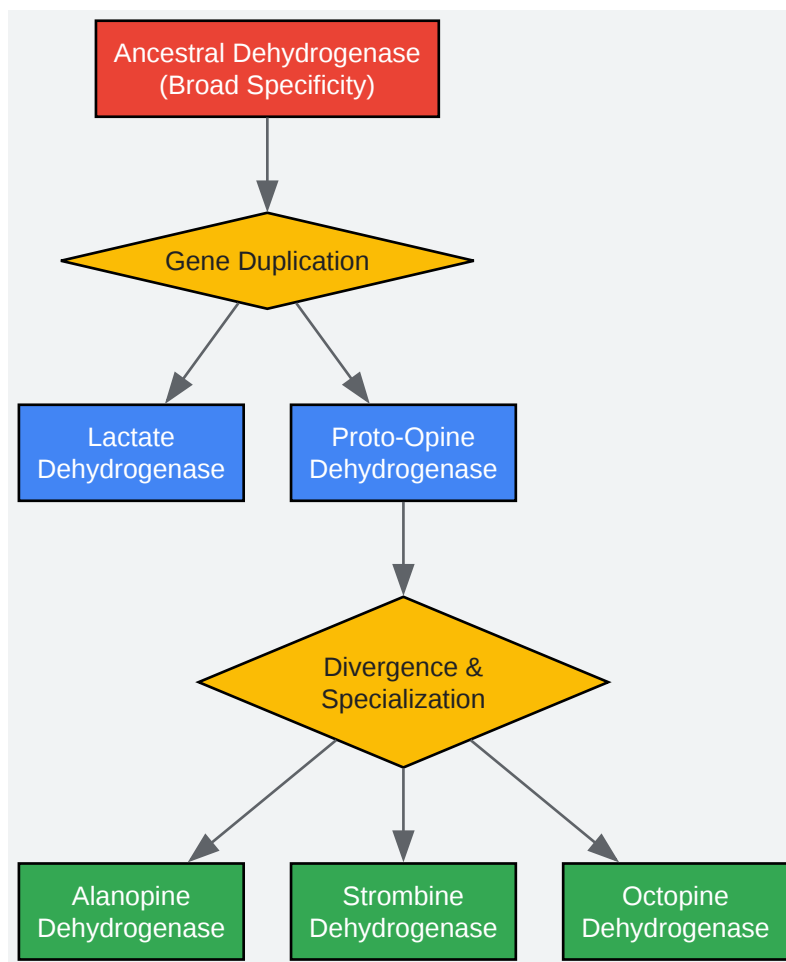 Ancestral Dehydrogenase
(Broad Specificity)
Gene Duplication
Lactate
Dehydrogenase
Proto-Opine
Dehydrogenase
Divergence &
Specialization
Alanopine
Dehydrogenase
Strombine
Dehydrogenase
Octopine
Dehydrogenase